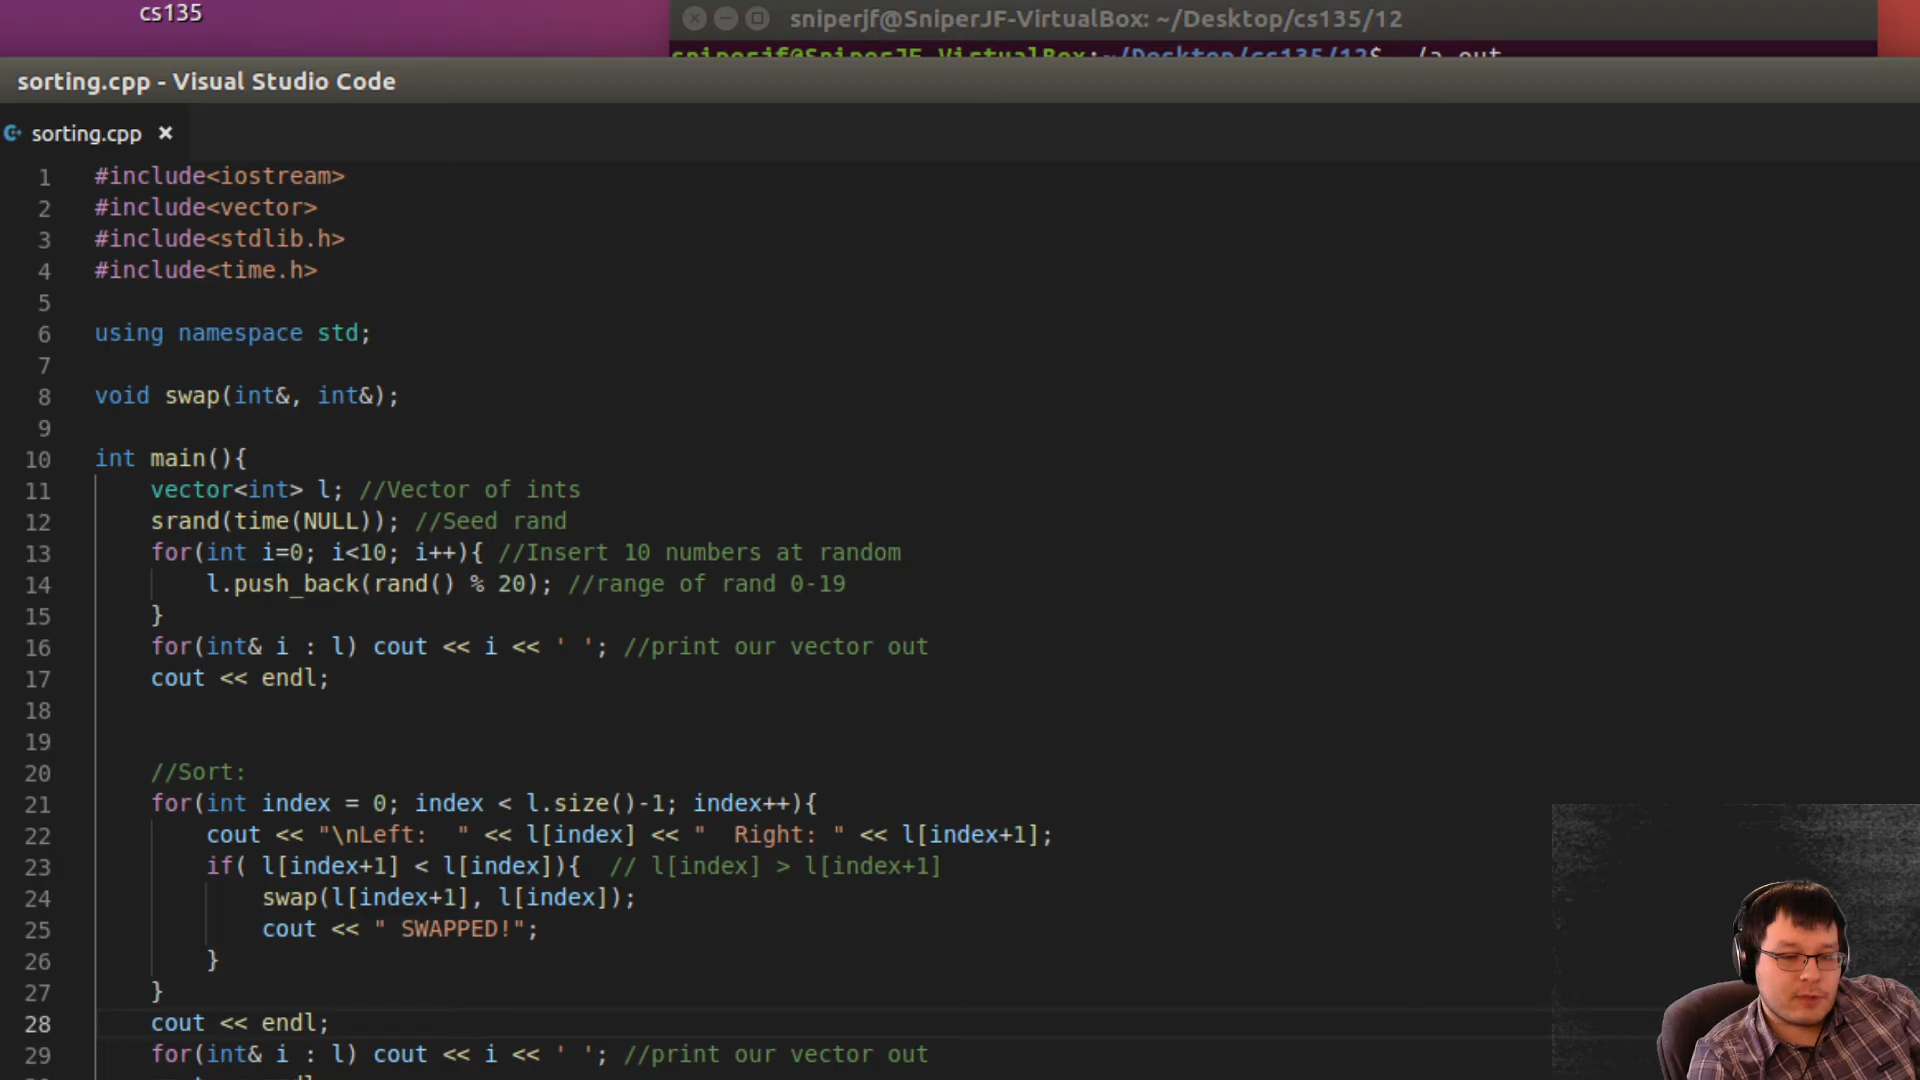 cs135
sniperjf@SniperJF-VirtualBox: ~/Desktop/cs135/12
sniperjf@SniperJF-VirtualBox:~/Desktop/cs135/12$ ./a.out
sorting.cpp - Visual Studio Code
sorting.cpp ×
1 #include<iostream>
2 #include<vector>
3 #include<stdlib.h>
4 #include<time.h>
5
6 using namespace std;
7
8 void swap(int&, int&);
9
10 int main(){
11 vector<int> l; //Vector of ints
12 srand(time(NULL)); //Seed rand
13 for(int i=0; i<10; i++){ //Insert 10 numbers at random
14 l.push_back(rand() % 20); //range of rand 0-19
15 }
16 for(int& i : l) cout << i << ' '; //print our vector out
17 cout << endl;
18
19
20 //Sort:
21 for(int index = 0; index < l.size()-1; index++){
22 cout << "\nLeft:  " << l[index] << "  Right: " << l[index+1];
23 if( l[index+1] < l[index]){  // l[index] > l[index+1]
24 swap(l[index+1], l[index]);
25 cout << " SWAPPED!";
26 }
27 }
28 cout << endl;
29 for(int& i : l) cout << i << ' '; //print our vector out